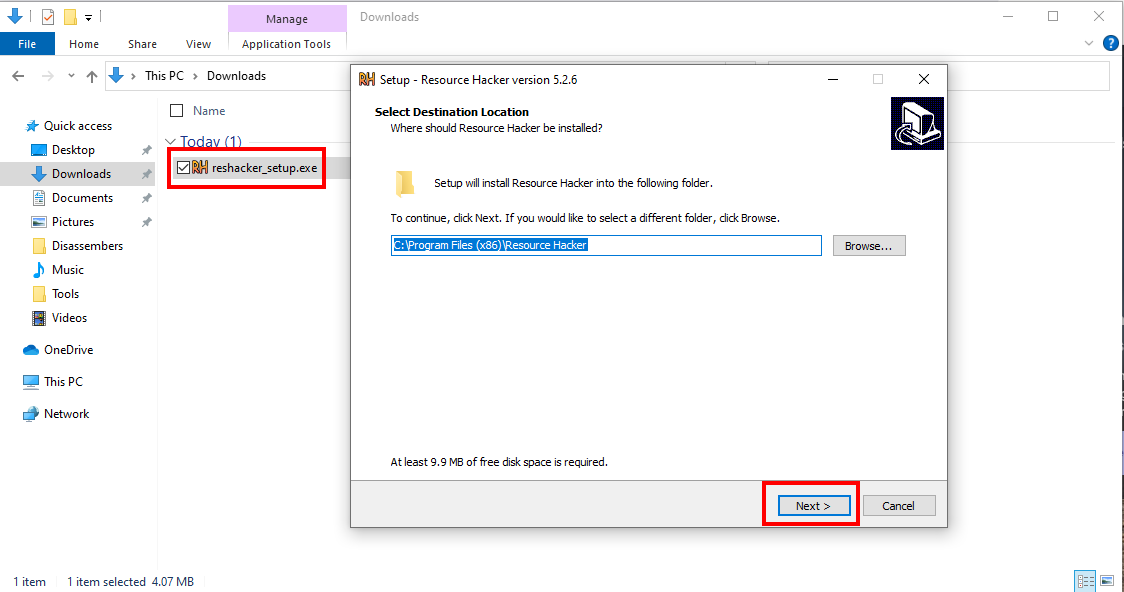 Manage
Downloads
File
Home
Share
View
Application Tools
?
This PC > Downloads
Name
Quick access
Desktop
Downloads
Documents
Pictures
Disassembers
Music
Tools
Videos
OneDrive
This PC
Network
Today (1)
RH reshacker_setup.exe
RH Setup - Resource Hacker version 5.2.6
Select Destination Location
Where should Resource Hacker be installed?
Setup will install Resource Hacker into the following folder.
To continue, click Next. If you would like to select a different folder, click Browse.
C:\Program Files (x86)\Resource Hacker
Browse...
At least 9.9 MB of free disk space is required.
Next >
Cancel
1 item
1 item selected 4.07 MB